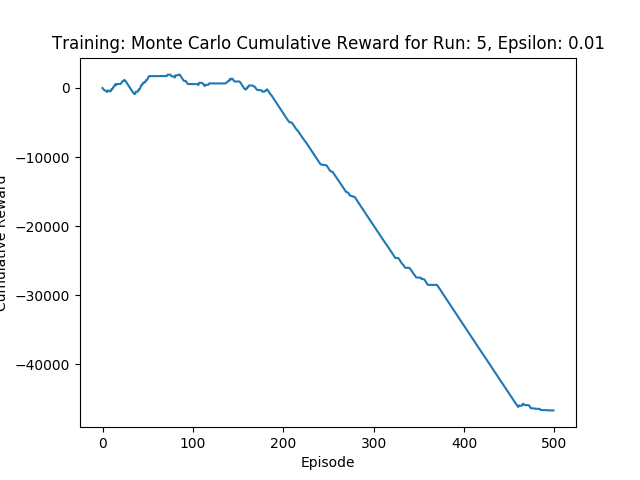 Training: Monte Carlo Cumulative Reward for Run: 5, Epsilon: 0.01
Cumulative Reward
0
−10000
−20000
−30000
−40000
0 100 200 300 400 500
Episode